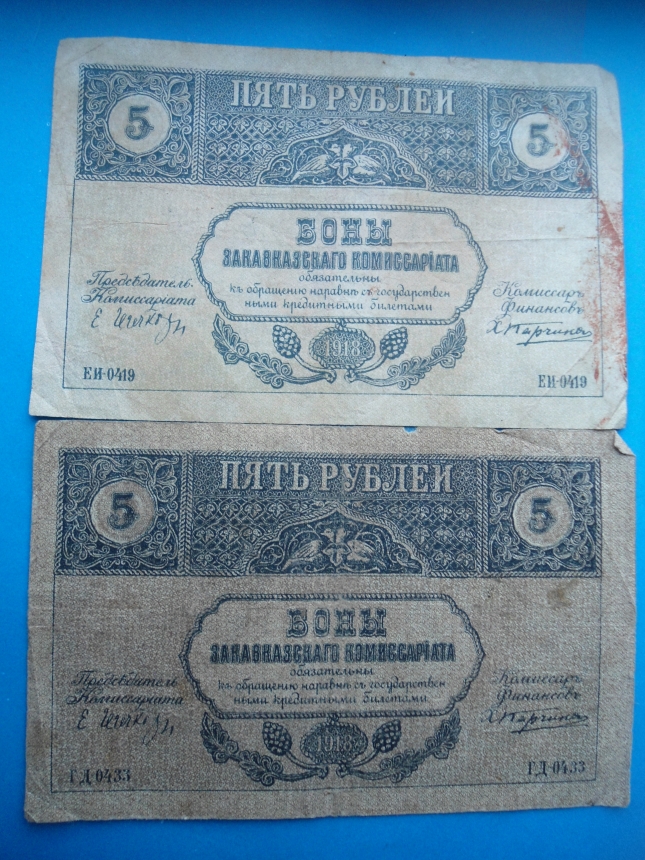 5 ПЯТЬ РУБЛЕЙ 5
БОНЫ
ЗАКАВКАЗСКАГО КОМИССАРІАТА
обязательны
къ обращенію наравнѣ съ государствен
ными кредитными билетами
Предсѣдатель
Коммисаріата
Комиссаръ
Финансовъ
1918
ЕИ-0419 ЕИ-0419
5 ПЯТЬ РУБЛЕЙ 5
БОНЫ
ЗАКАВКАЗСКАГО КОМИССАРІАТА
обязательны
къ обращенію наравнѣ съ государствен
ными кредитными билетами
Предсѣдатель
Коммисаріата
Комиссаръ
Финансовъ
1918
ГД-0433 ГД-0433